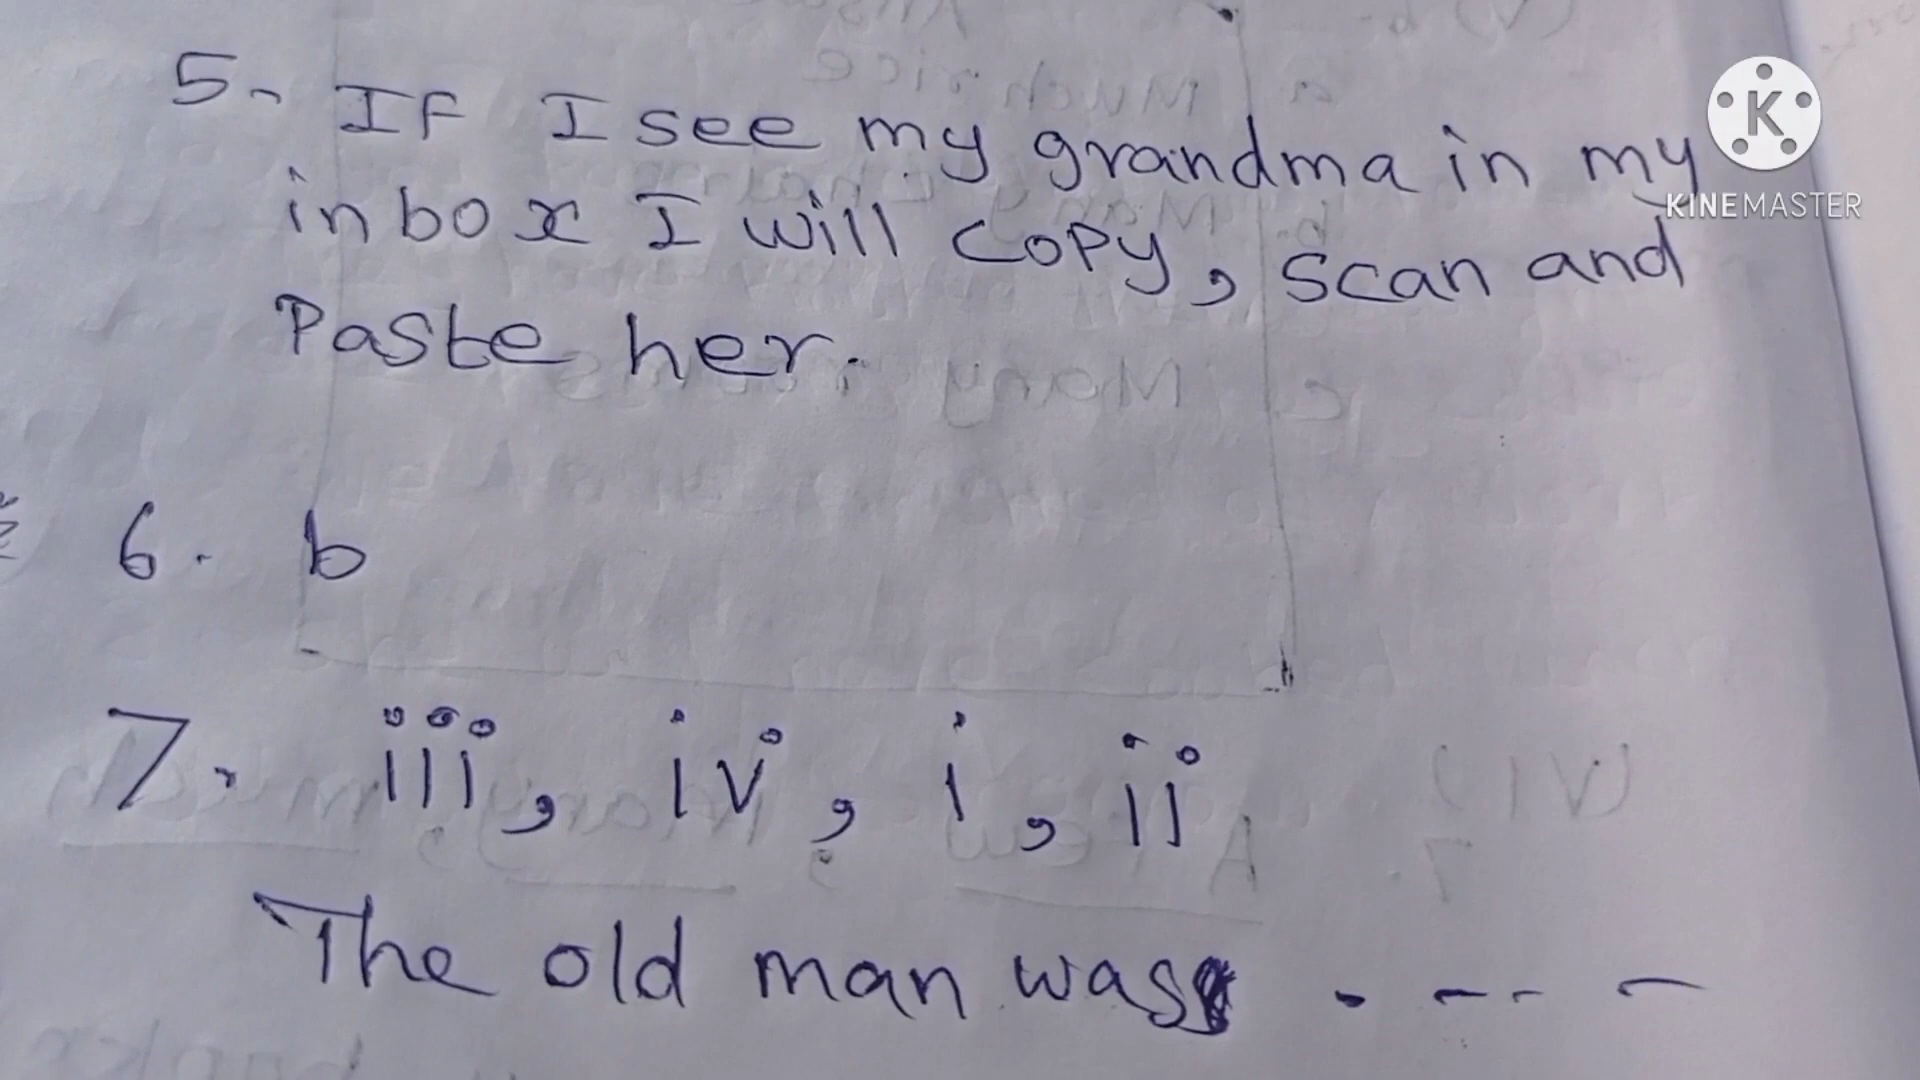 5. If I see my grandma in my
inbox I will copy, scan and
Paste her.
6. b
7. iii, iv, i, ii.
The old man was . - - - -
K
KINEMASTER